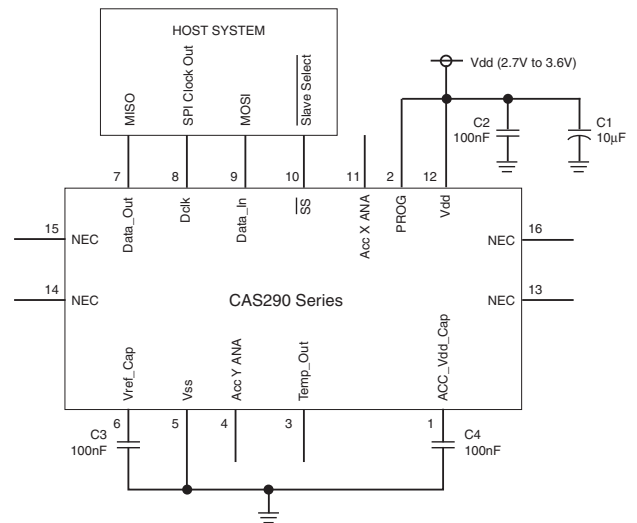 HOST SYSTEM
MISO
SPI Clock Out
MOSI
Slave Select
Vdd (2.7V to 3.6V)
C2
100nF
C1
10µF
7
8
9
10
11
2
12
Data_Out
Dclk
Data_In
SS
Acc X ANA
PROG
Vdd
15
NEC
NEC
16
14
NEC
CAS290 Series
NEC
13
Vref_Cap
Vss
Acc Y ANA
Temp_Out
ACC_Vdd_Cap
6
5
4
3
1
C3
100nF
C4
100nF